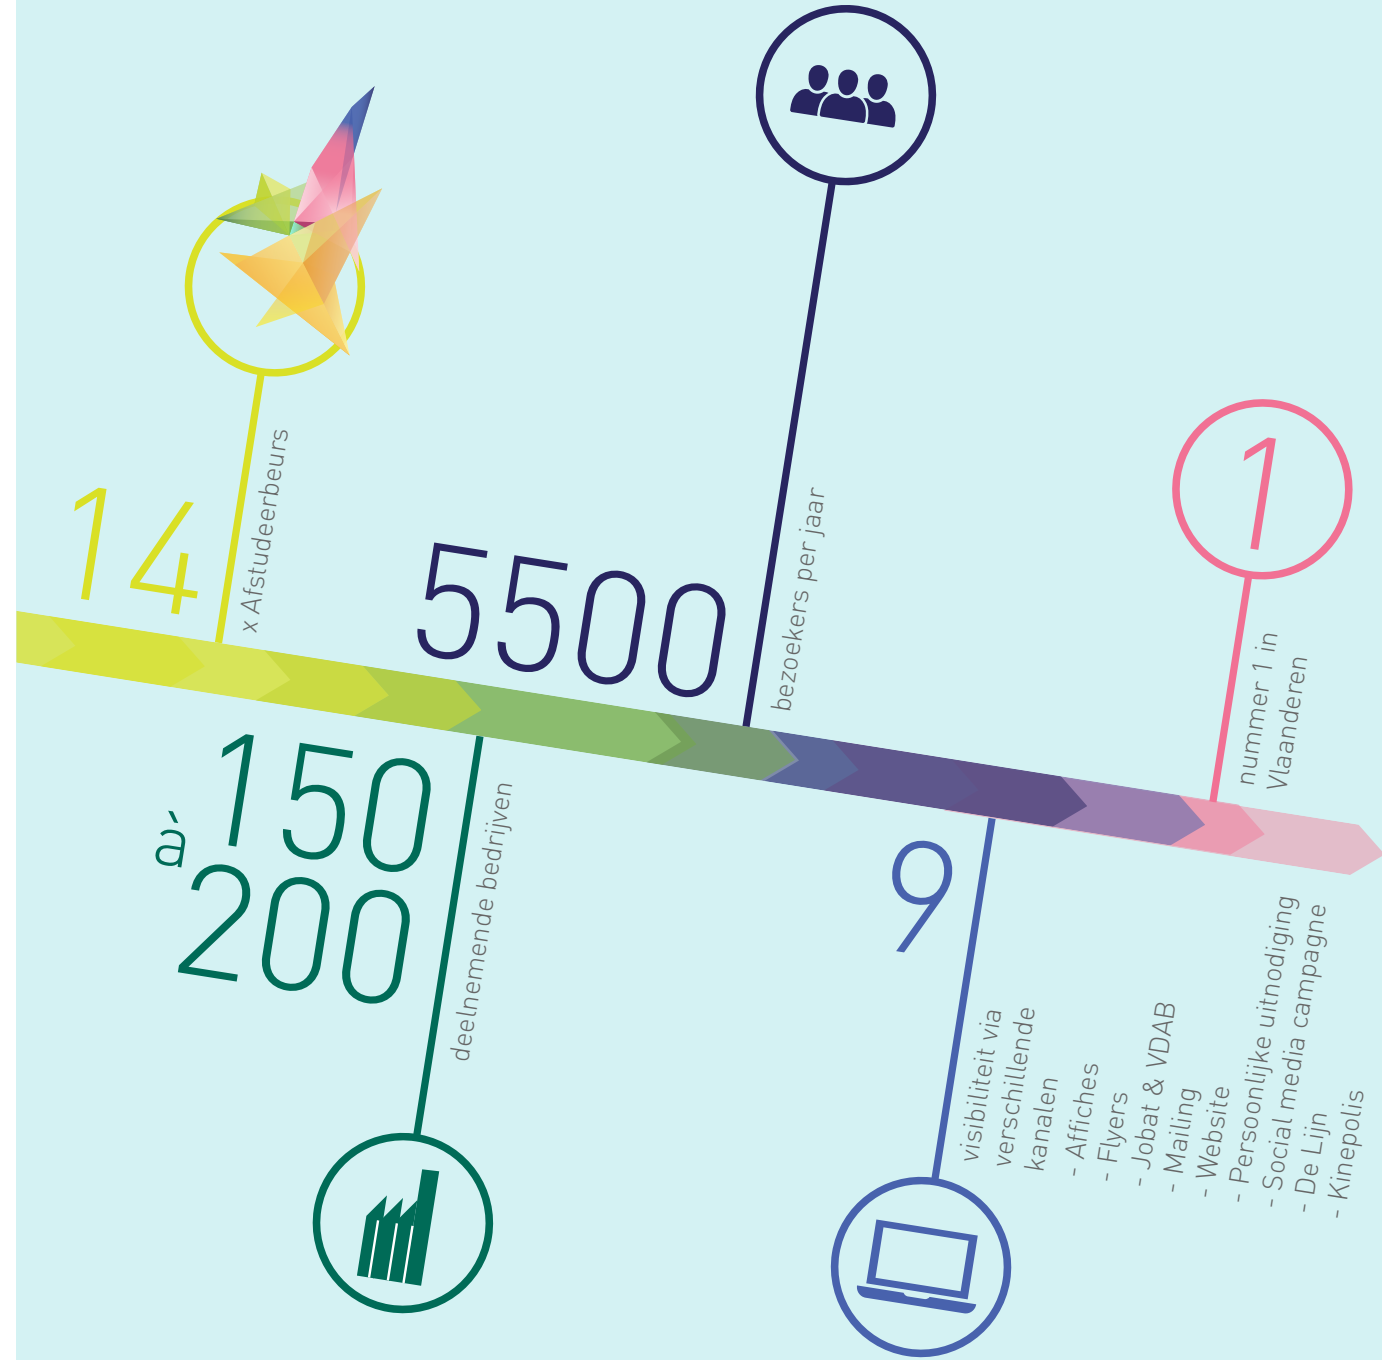 14
x Afstudeerbeurs
150
à
200
deelnemende bedrijven
5500
bezoekers per jaar
9
visibiliteit via
verschillende
kanalen
- Affiches
- Flyers
- Jobat & VDAB
- Mailing
- Website
- Persoonlijke uitnodiging
- Social media campagne
- De Lijn
- Kinepolis
1
nummer 1 in
Vlaanderen